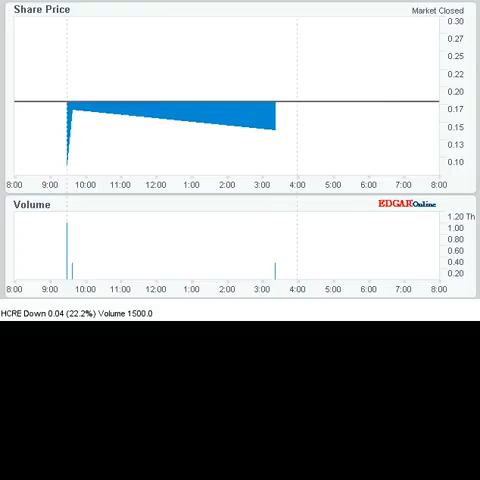 Share Price
Market Closed
0.30
0.27
0.25
0.22
0.20
0.17
0.15
0.13
0.10
8:00 9:00 10:00 11:00 12:00 1:00 2:00 3:00 4:00 5:00 6:00 7:00 8:00
Volume
EDGAR Online
1.20 Th
1.00
0.80
0.60
0.40
0.20
8:00 9:00 10:00 11:00 12:00 1:00 2:00 3:00 4:00 5:00 6:00 7:00 8:00
HCRE Down 0.04 (22.2%) Volume 1500.0